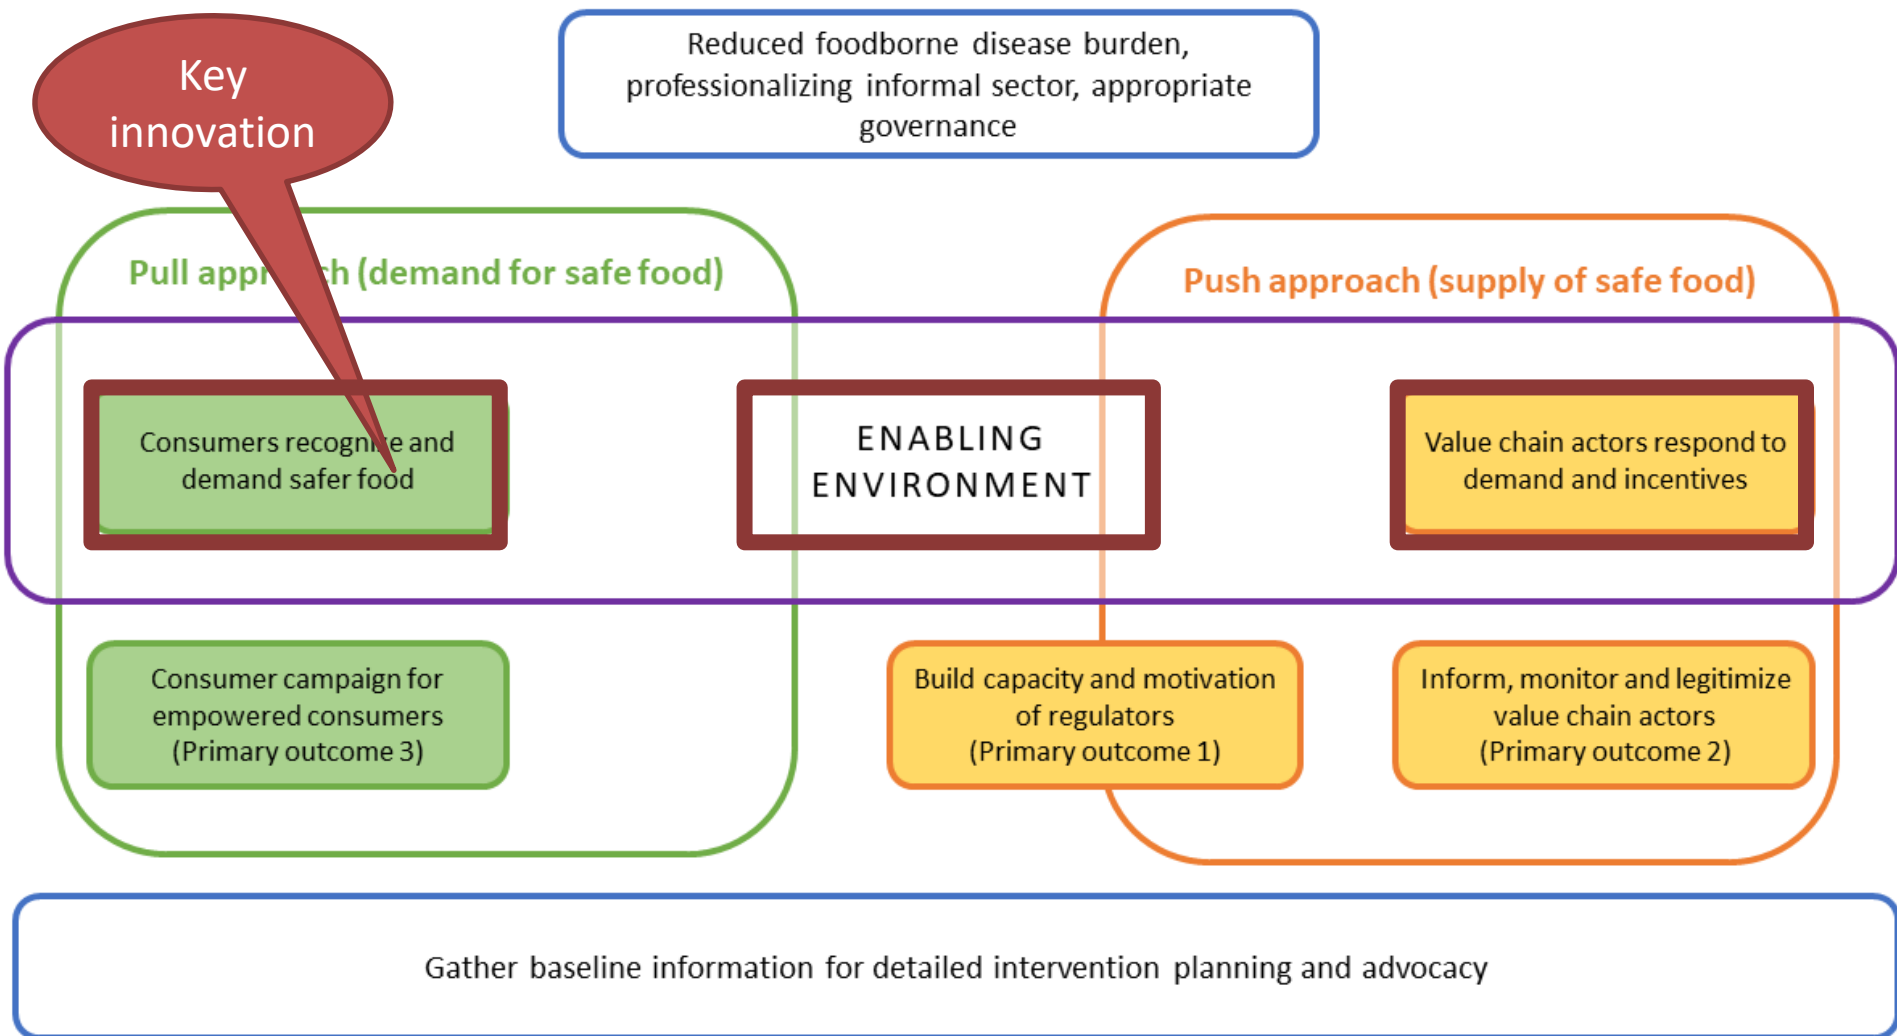 Key
innovation
Reduced foodborne disease burden,
professionalizing informal sector, appropriate
governance
Pull approach (demand for safe food)
Push approach (supply of safe food)
Consumers recognize and
demand safer food
ENABLING
ENVIRONMENT
Value chain actors respond to
demand and incentives
Consumer campaign for
empowered consumers
(Primary outcome 3)
Build capacity and motivation
of regulators
(Primary outcome 1)
Inform, monitor and legitimize
value chain actors
(Primary outcome 2)
Gather baseline information for detailed intervention planning and advocacy